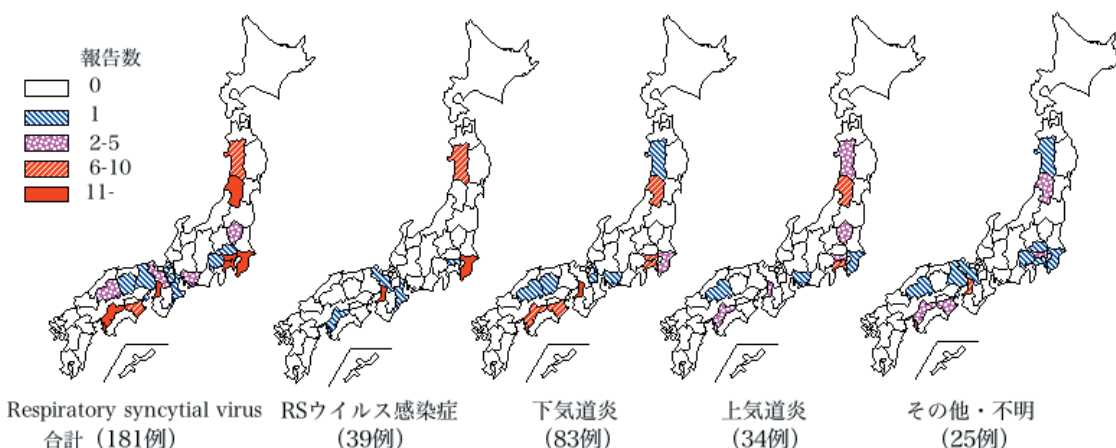 報告数
0
1
2-5
6-10
11-
Respiratory syncytial virus
合計（181例）
RSウイルス感染症
（39例）
下気道炎
（83例）
上気道炎
（34例）
その他・不明
（25例）